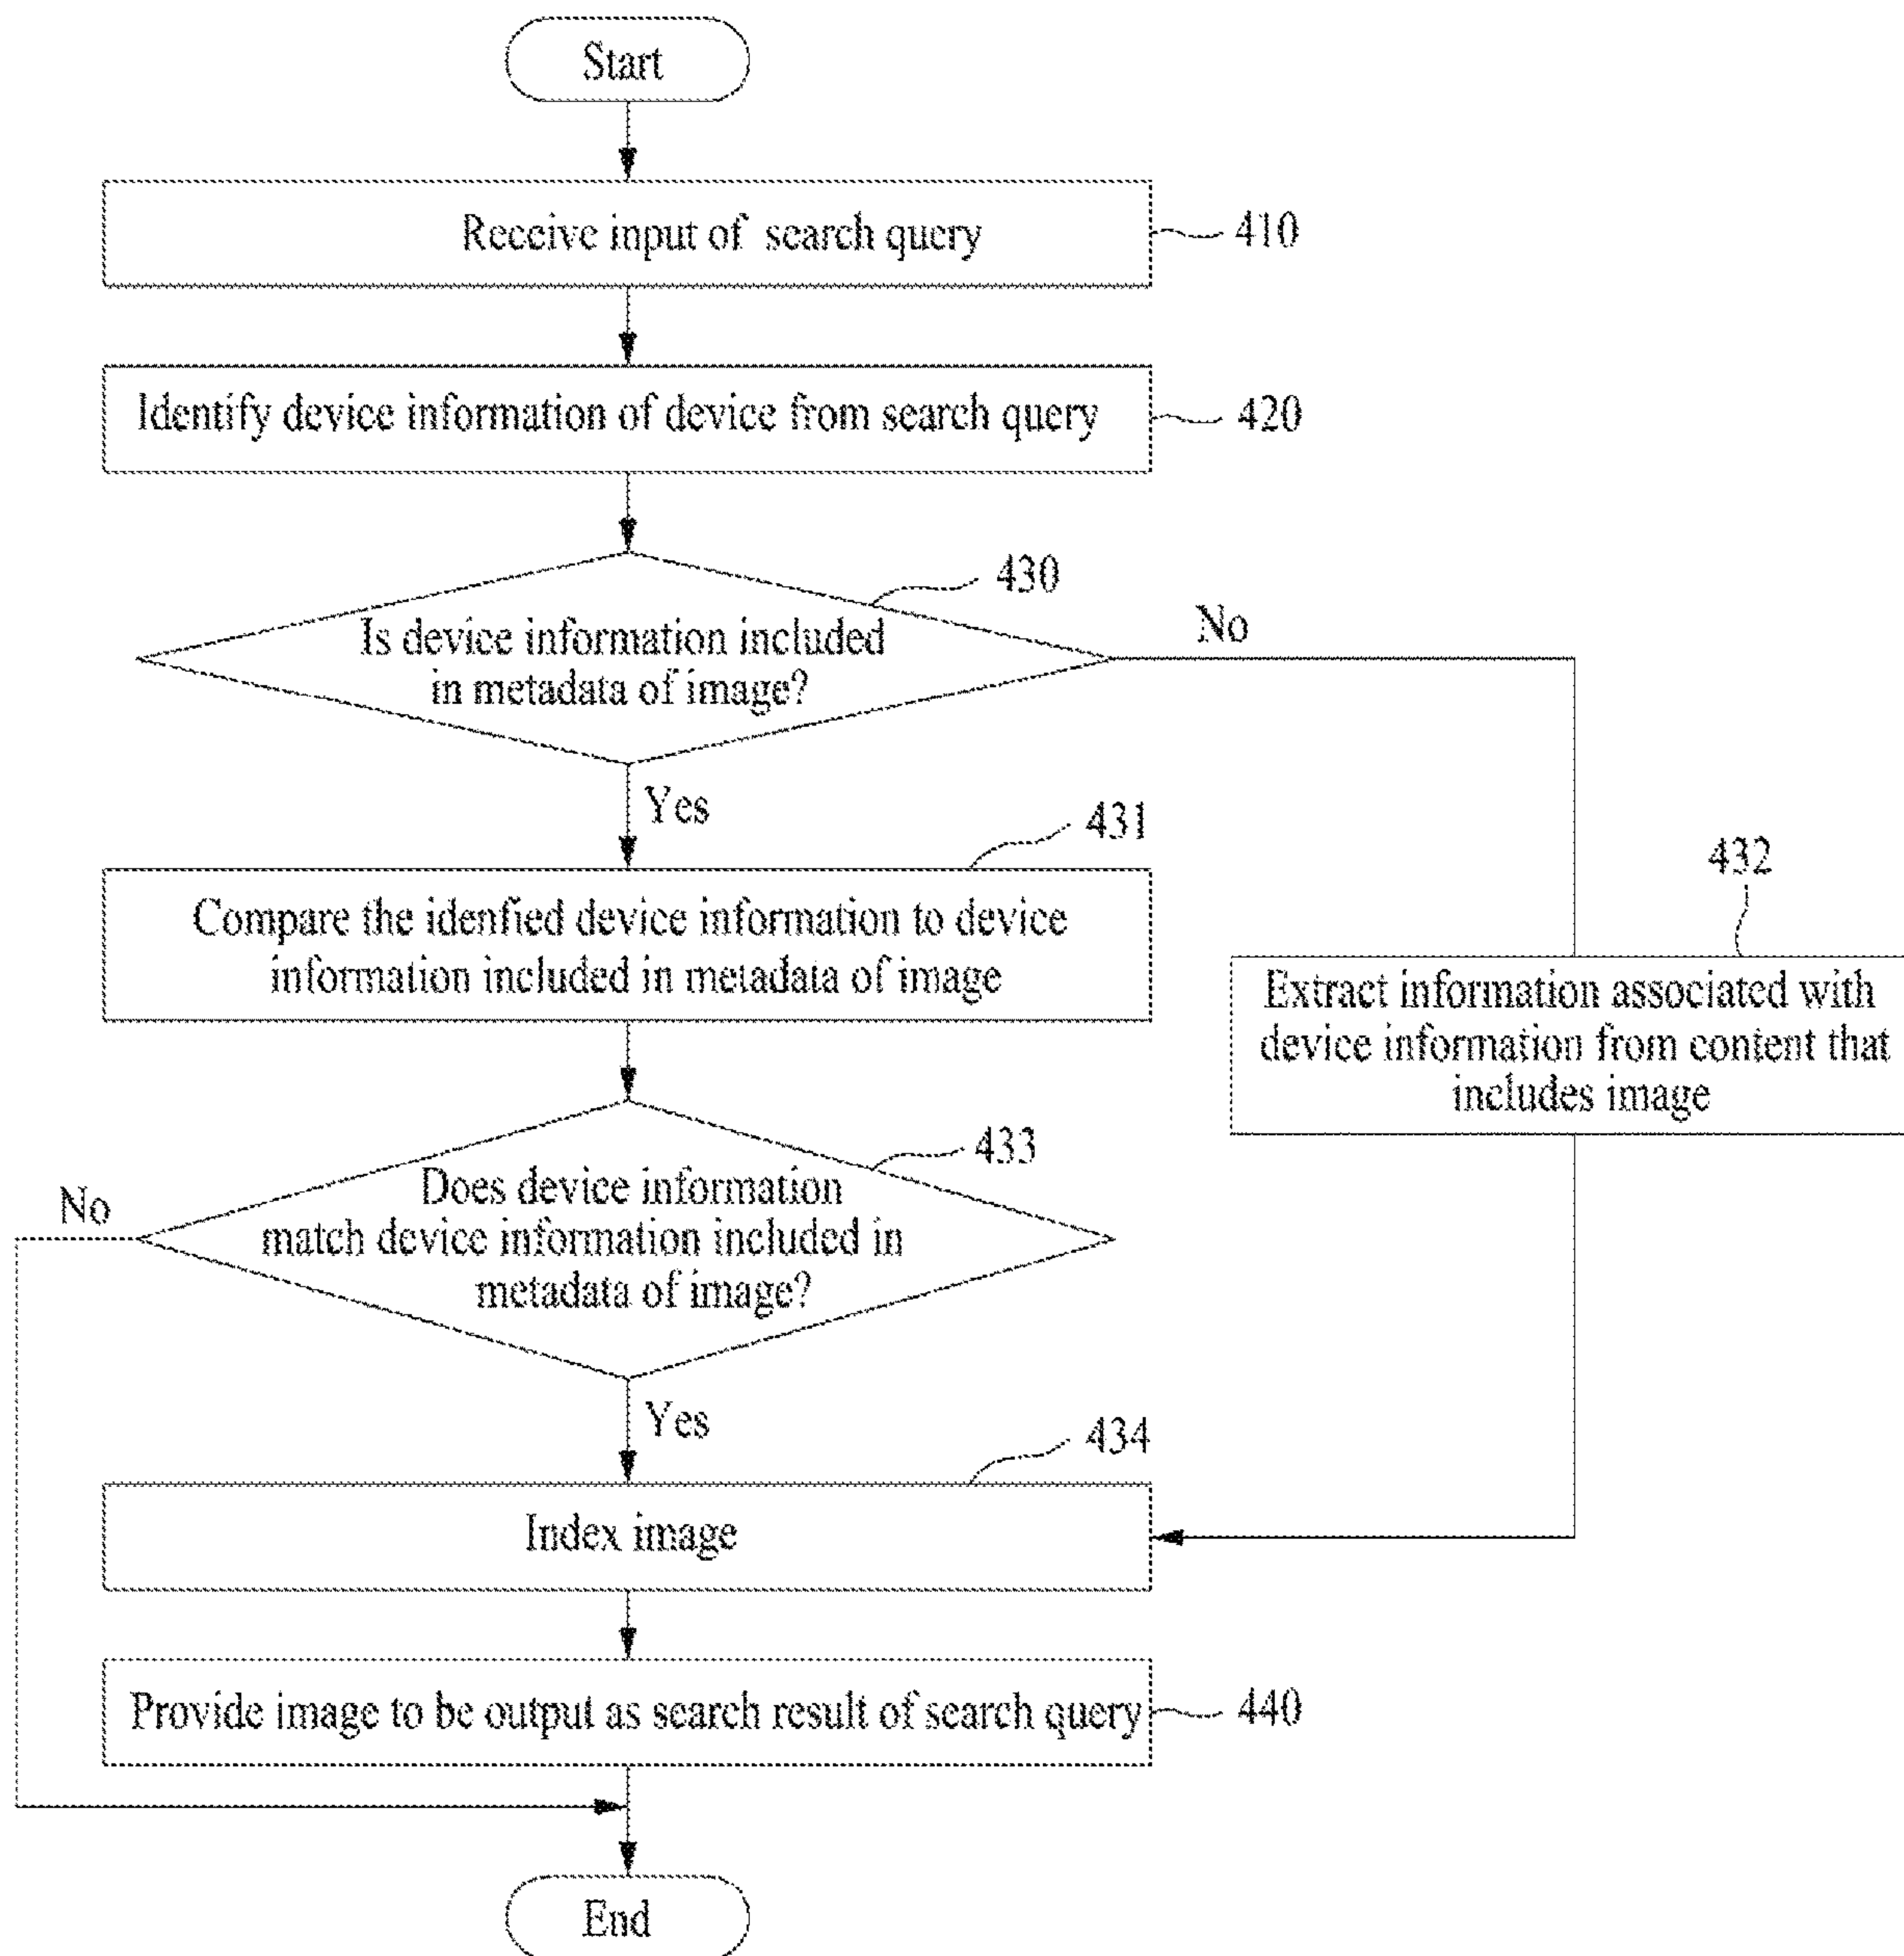 Start
Receive input of search query
410
Identify device information of device from search query
420
430
Is device information included
in metadata of image?
No
Yes
431
Compare the idenfied device information to device
information included in metadata of image
432
Extract information associated with
device information from content that
includes image
433
Does device information
match device information included in
metadata of image?
No
Yes
434
Index image
Provide image to be output as search result of search query
440
End